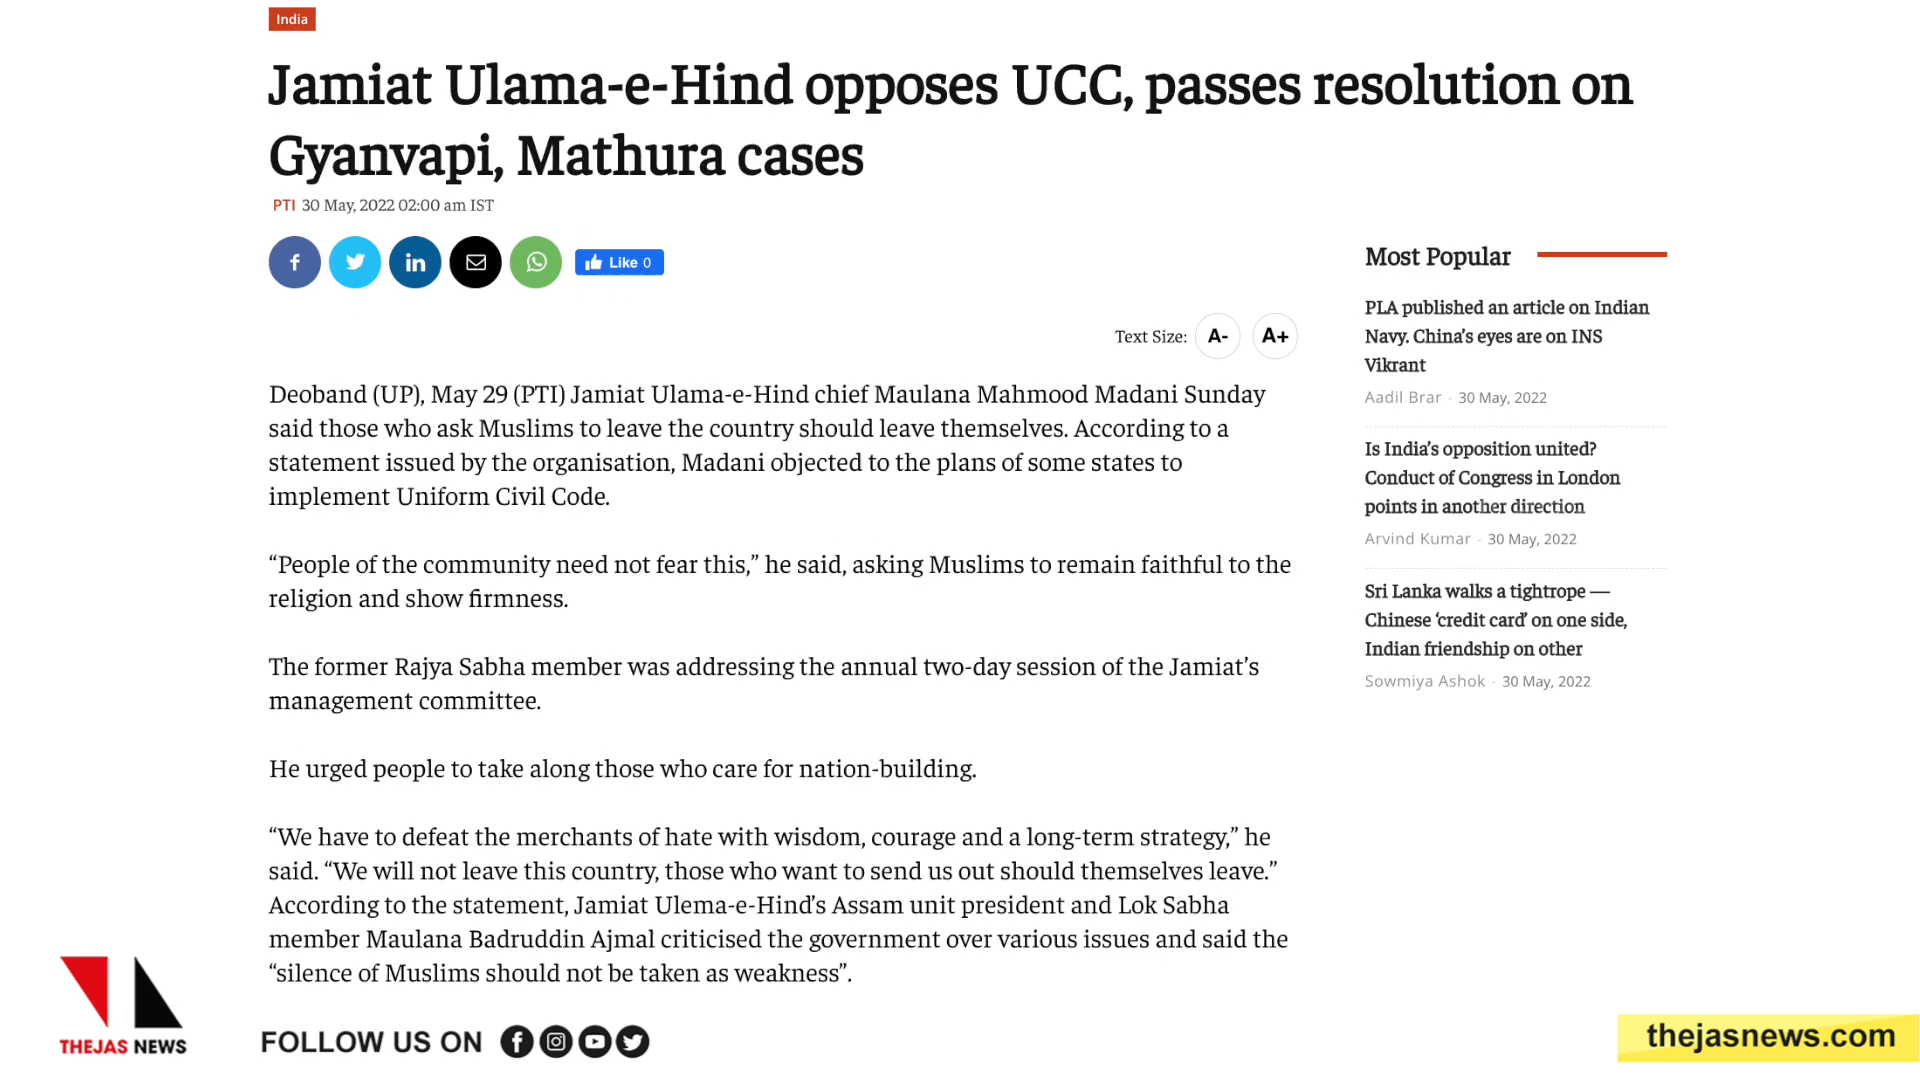 India
Jamiat Ulama-e-Hind opposes UCC, passes resolution on
Gyanvapi, Mathura cases
PTI 30 May, 2022 02:00 am IST
Like 0
Text Size: A- A+
Deoband (UP), May 29 (PTI) Jamiat Ulama-e-Hind chief Maulana Mahmood Madani Sunday
said those who ask Muslims to leave the country should leave themselves. According to a
statement issued by the organisation, Madani objected to the plans of some states to
implement Uniform Civil Code.
“People of the community need not fear this,” he said, asking Muslims to remain faithful to the
religion and show firmness.
The former Rajya Sabha member was addressing the annual two-day session of the Jamiat’s
management committee.
He urged people to take along those who care for nation-building.
“We have to defeat the merchants of hate with wisdom, courage and a long-term strategy,” he
said. “We will not leave this country, those who want to send us out should themselves leave.”
According to the statement, Jamiat Ulema-e-Hind’s Assam unit president and Lok Sabha
member Maulana Badruddin Ajmal criticised the government over various issues and said the
“silence of Muslims should not be taken as weakness”.
Most Popular
PLA published an article on Indian
Navy. China’s eyes are on INS
Vikrant
Aadil Brar - 30 May, 2022
Is India’s opposition united?
Conduct of Congress in London
points in another direction
Arvind Kumar - 30 May, 2022
Sri Lanka walks a tightrope —
Chinese ‘credit card’ on one side,
Indian friendship on other
Sowmiya Ashok - 30 May, 2022
THEJAS NEWS
FOLLOW US ON
thejasnews.com